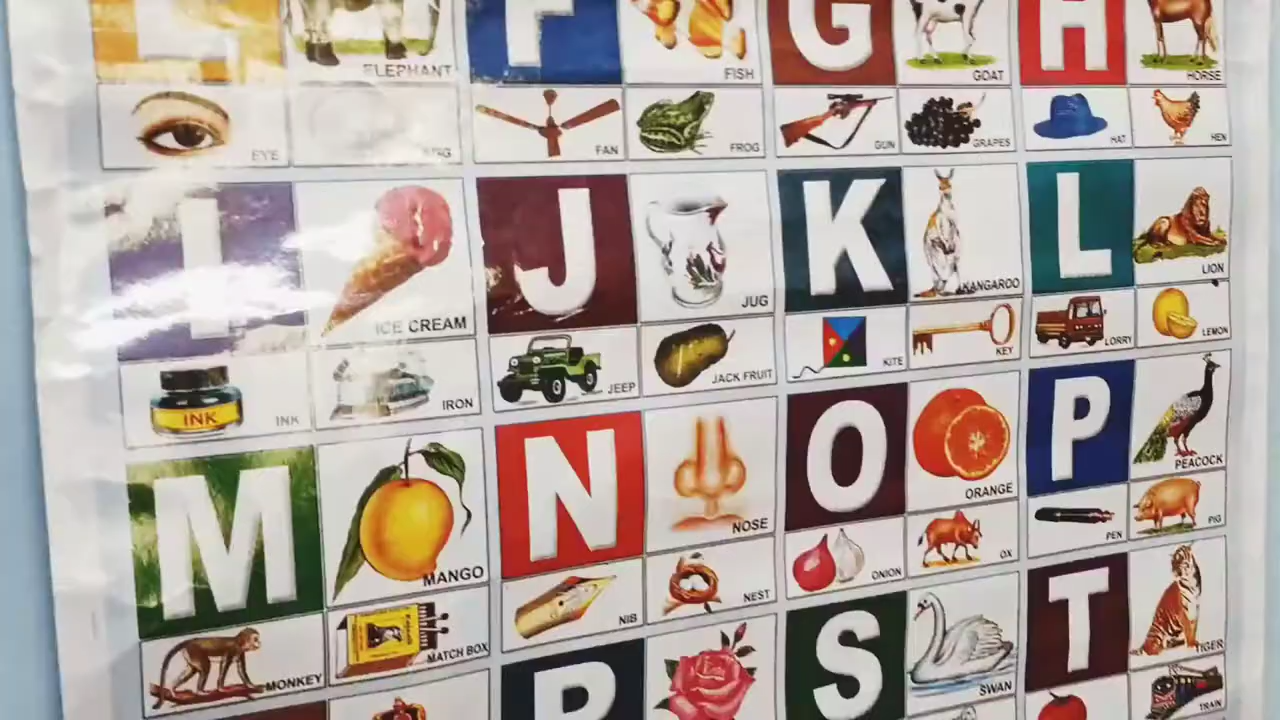 F G H
ELEPHANT FISH GOAT HORSE
EYE FAN FROG GUN GRAPES HAT HEN
I J K L
ICE CREAM JUG KANGAROO LION
INK INK IRON JEEP JACK FRUIT KITE KEY LORRY LEMON
M N O P
MANGO NOSE ORANGE PEACOCK
MONKEY MATCH BOX NIB NEST ONION OX PEN PIG
S T
SWAN TIGER
TRAIN